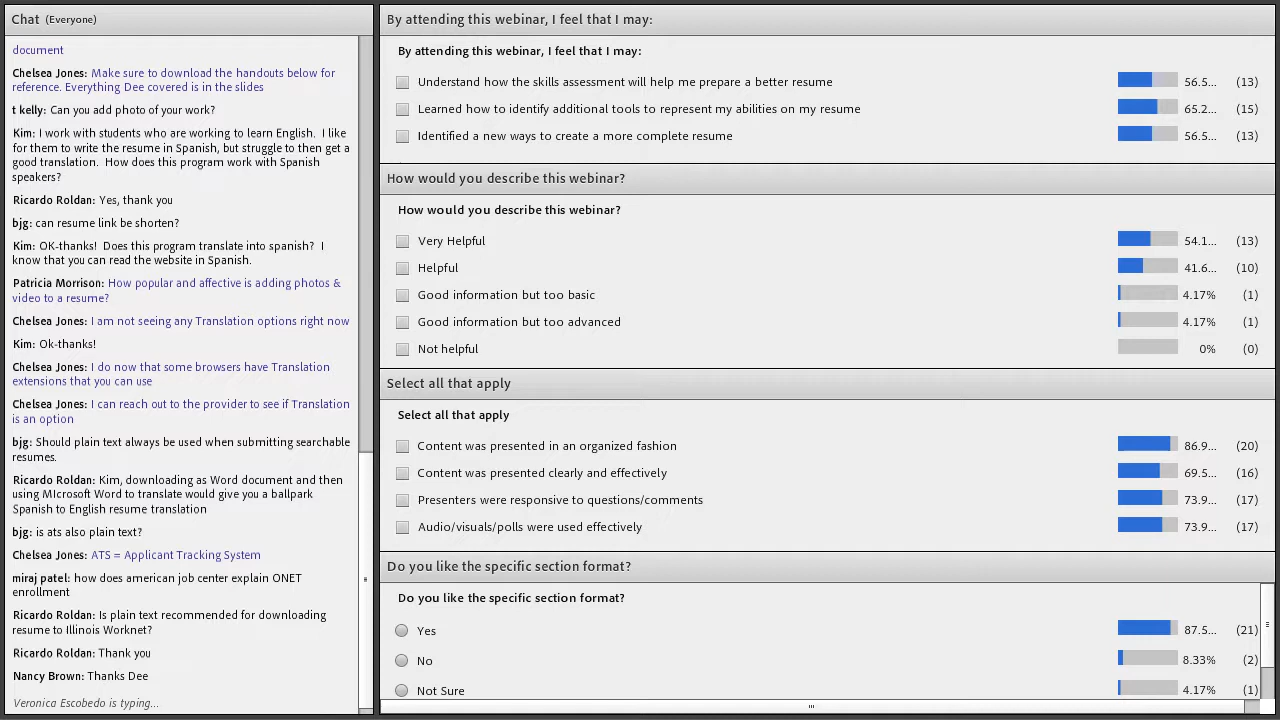 Chat (Everyone)
document
Chelsea Jones: Make sure to download the handouts below for
reference. Everything Dee covered is in the slides
t kelly: Can you add photo of your work?
Kim: I work with students who are working to learn English. I like
for them to write the resume in Spanish, but struggle to then get a
good translation. How does this program work with Spanish
speakers?
Ricardo Roldan: Yes, thank you
bjg: can resume link be shorten?
Kim: OK-thanks! Does this program translate into spanish? I
know that you can read the website in Spanish.
Patricia Morrison: How popular and affective is adding photos &
video to a resume?
Chelsea Jones: I am not seeing any Translation options right now
Kim: Ok-thanks!
Chelsea Jones: I do now that some browsers have Translation
extensions that you can use
Chelsea Jones: I can reach out to the provider to see if Translation
is an option
bjg: Should plain text always be used when submitting searchable
resumes.
Ricardo Roldan: Kim, downloading as Word document and then
using MIcrosoft Word to translate would give you a ballpark
Spanish to English resume translation
bjg: is ats also plain text?
Chelsea Jones: ATS = Applicant Tracking System
miraj patel: how does american job center explain ONET
enrollment
Ricardo Roldan: Is plain text recommended for downloading
resume to Illinois Worknet?
Ricardo Roldan: Thank you
Nancy Brown: Thanks Dee
Veronica Escobedo is typing...
By attending this webinar, I feel that I may:
By attending this webinar, I feel that I may:
Understand how the skills assessment will help me prepare a better resume 56.5... (13)
Learned how to identify additional tools to represent my abilities on my resume 65.2... (15)
Identified a new ways to create a more complete resume 56.5... (13)
How would you describe this webinar?
How would you describe this webinar?
Very Helpful 54.1... (13)
Helpful 41.6... (10)
Good information but too basic 4.17% (1)
Good information but too advanced 4.17% (1)
Not helpful 0% (0)
Select all that apply
Select all that apply
Content was presented in an organized fashion 86.9... (20)
Content was presented clearly and effectively 69.5... (16)
Presenters were responsive to questions/comments 73.9... (17)
Audio/visuals/polls were used effectively 73.9... (17)
Do you like the specific section format?
Do you like the specific section format?
Yes 87.5... (21)
No 8.33% (2)
Not Sure 4.17% (1)